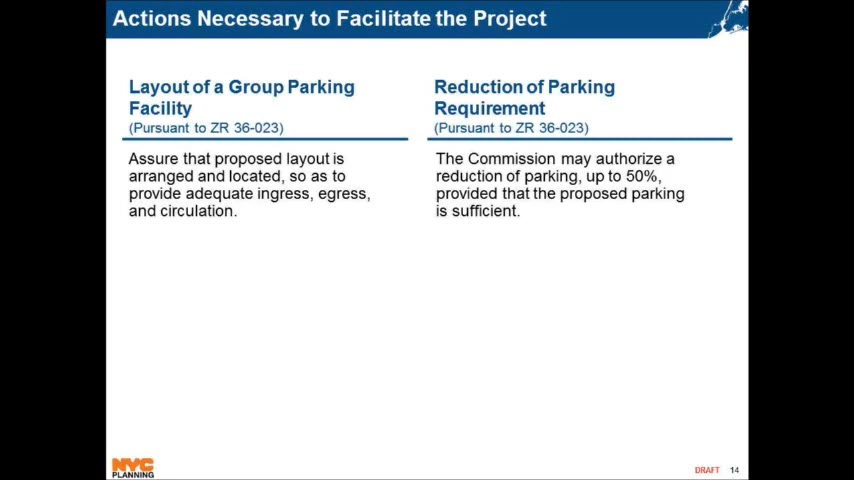 Actions Necessary to Facilitate the Project
Layout of a Group Parking
Facility
(Pursuant to ZR 36-023)
Assure that proposed layout is
arranged and located, so as to
provide adequate ingress, egress,
and circulation.
Reduction of Parking
Requirement
(Pursuant to ZR 36-023)
The Commission may authorize a
reduction of parking, up to 50%,
provided that the proposed parking
is sufficient.
NYC
PLANNING
DRAFT 14